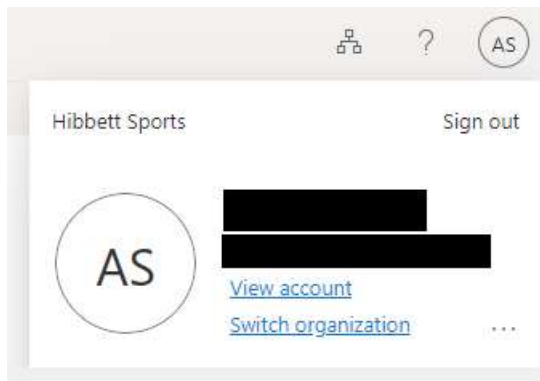 ? AS
Hibbett Sports Sign out
AS
View account
Switch organization ...